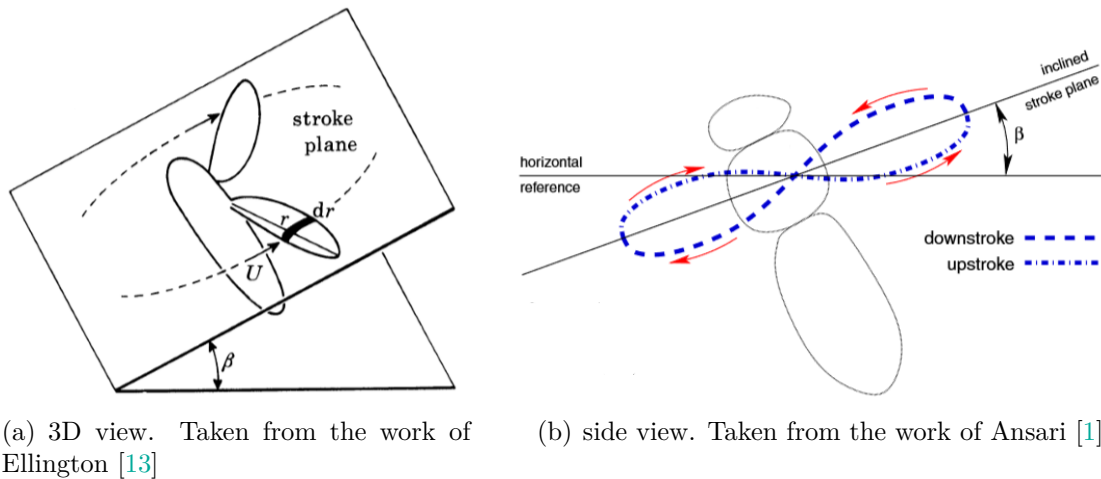 stroke
plane
r
dr
U
β
inclined
stroke plane
β
horizontal
reference
downstroke
upstroke
(a) 3D view. Taken from the work of
Ellington [13]
(b) side view. Taken from the work of Ansari [1]